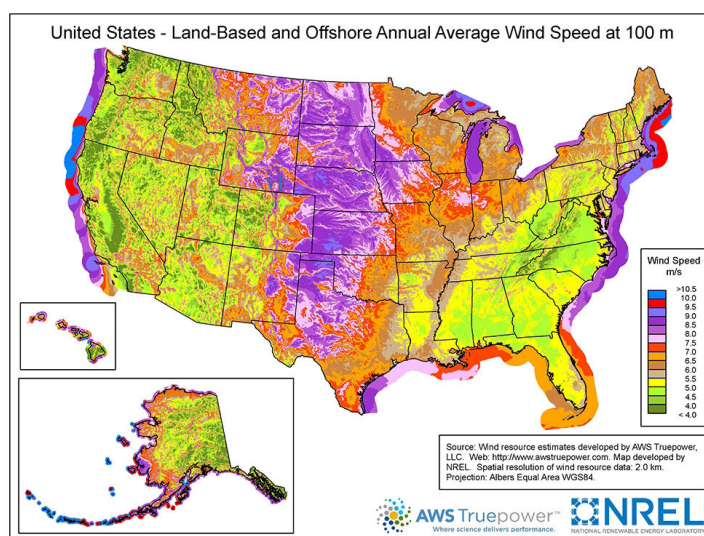 United States - Land-Based and Offshore Annual Average Wind Speed at 100 m
Wind Speed
m/s
>10.5
10.0
9.5
9.0
8.5
8.0
7.5
7.0
6.5
6.0
5.5
5.0
4.5
4.0
< 4.0
Source: Wind resource estimates developed by AWS Truepower,
LLC. Web: http://www.awstruepower.com. Map developed by
NREL. Spatial resolution of wind resource data: 2.0 km.
Projection: Albers Equal Area WGS84.
AWS Truepower™
Where science delivers performance.
NREL
NATIONAL RENEWABLE ENERGY LABORATORY